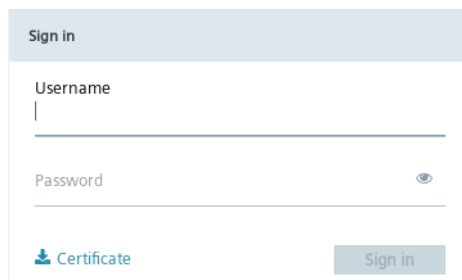 Sign in
Username
Password
Certificate
Sign in